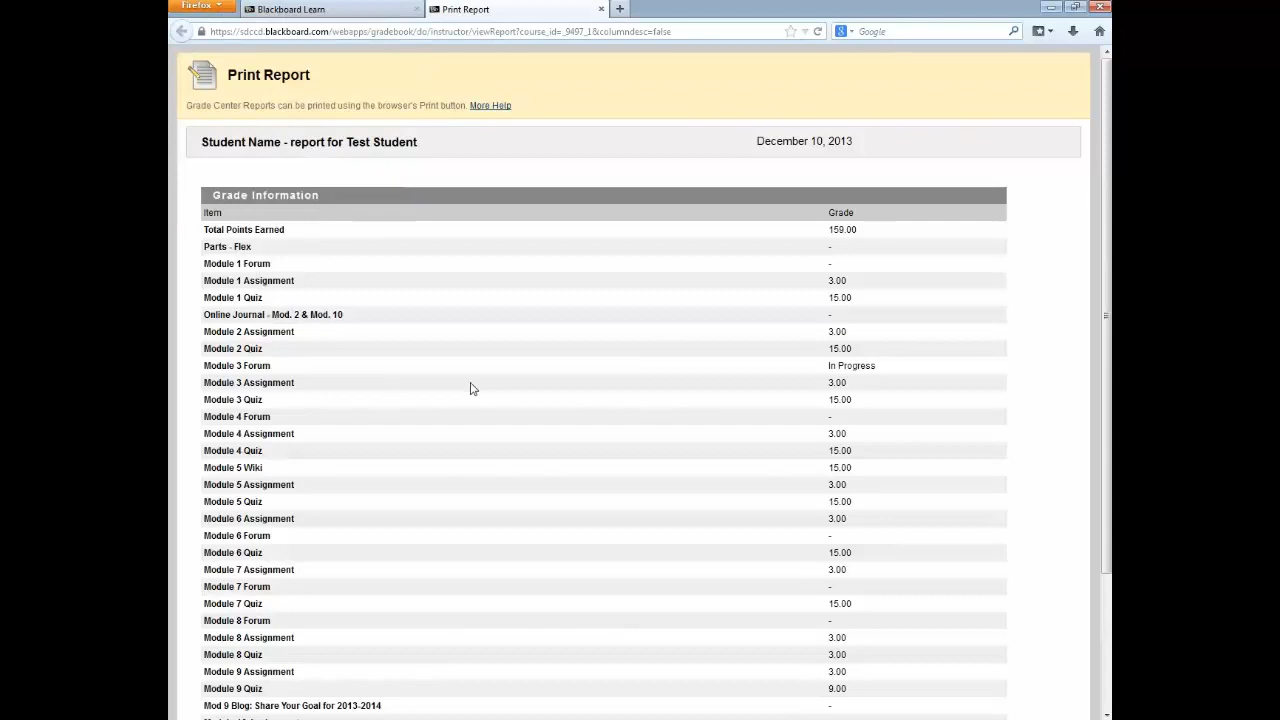 Firefox
Blackboard Learn
Print Report
https://sdccd.blackboard.com/webapps/gradebook/do/instructor/viewReport?course_id=_9497_1&columndesc=false
Google
Print Report
Grade Center Reports can be printed using the browser's Print button. More Help
Student Name - report for Test Student December 10, 2013
Grade Information
Item Grade
Total Points Earned 159.00
Parts - Flex -
Module 1 Forum -
Module 1 Assignment 3.00
Module 1 Quiz 15.00
Online Journal - Mod. 2 & Mod. 10 -
Module 2 Assignment 3.00
Module 2 Quiz 15.00
Module 3 Forum In Progress
Module 3 Assignment 3.00
Module 3 Quiz 15.00
Module 4 Forum -
Module 4 Assignment 3.00
Module 4 Quiz 15.00
Module 5 Wiki 15.00
Module 5 Assignment 3.00
Module 5 Quiz 15.00
Module 6 Assignment 3.00
Module 6 Forum -
Module 6 Quiz 15.00
Module 7 Assignment 3.00
Module 7 Forum -
Module 7 Quiz 15.00
Module 8 Forum -
Module 8 Assignment 3.00
Module 8 Quiz 3.00
Module 9 Assignment 3.00
Module 9 Quiz 9.00
Mod 9 Blog: Share Your Goal for 2013-2014 -